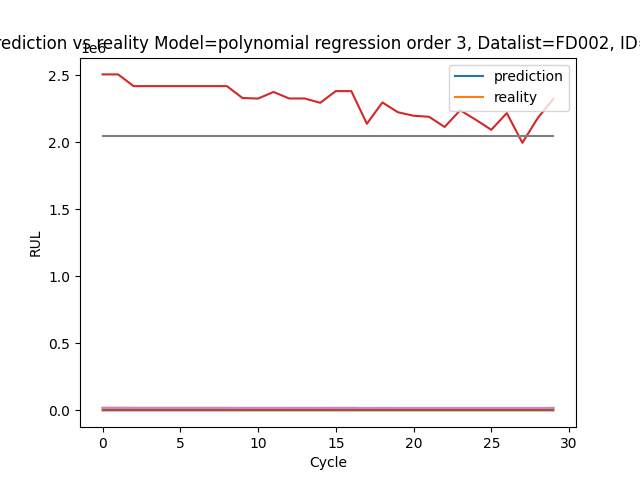 rediction vs reality Model=polynomial regression order 3, Datalist=FD002, ID=
1e6
2.5
2.0
1.5
1.0
0.5
0.0
RUL
prediction
reality
0 5 10 15 20 25 30
Cycle